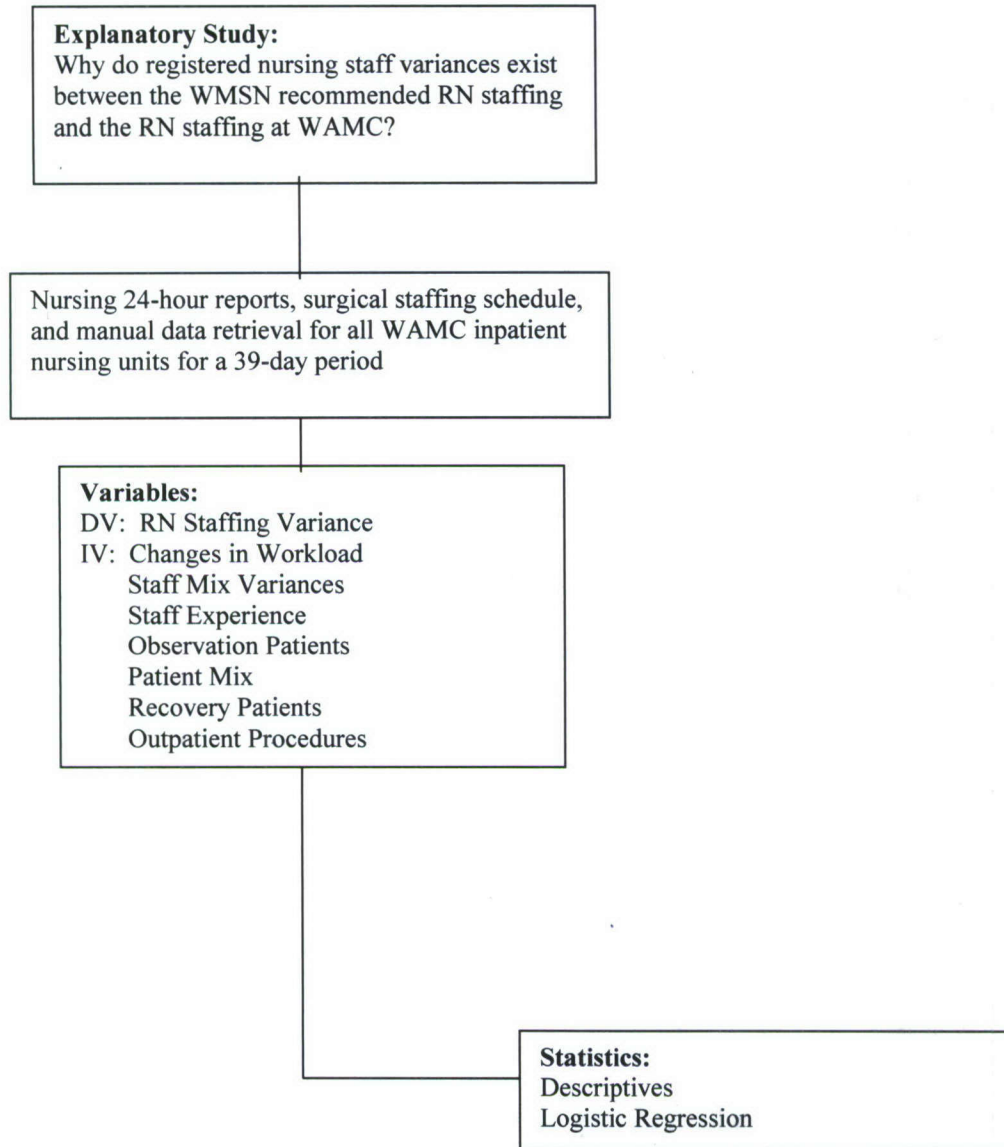 Explanatory Study:
Why do registered nursing staff variances exist
between the WMSN recommended RN staffing
and the RN staffing at WAMC?
Nursing 24-hour reports, surgical staffing schedule,
and manual data retrieval for all WAMC inpatient
nursing units for a 39-day period
Variables:
DV: RN Staffing Variance
IV: Changes in Workload
Staff Mix Variances
Staff Experience
Observation Patients
Patient Mix
Recovery Patients
Outpatient Procedures
Statistics:
Descriptives
Logistic Regression